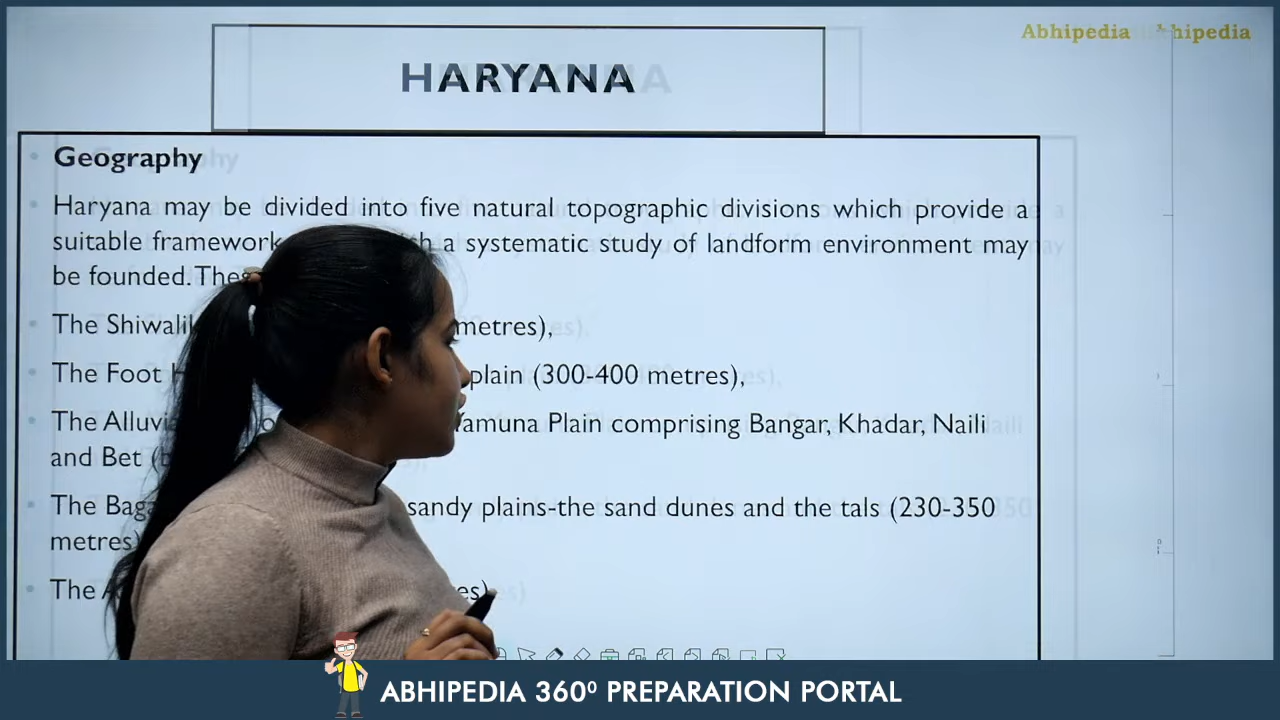 Abhipedia hipedia
HARYANA
Geography
Haryana may be divided into five natural topographic divisions which provide a
suitable framework a systematic study of landform environment may
be founded.
The metres),
The Foot plain (300-400 metres),
The Yamuna Plain comprising Bangar, Khadar, Naili
and Bet
The sandy plains-the sand dunes and the tals (230-350
metres)
The
ABHIPEDIA 360⁰ PREPARATION PORTAL